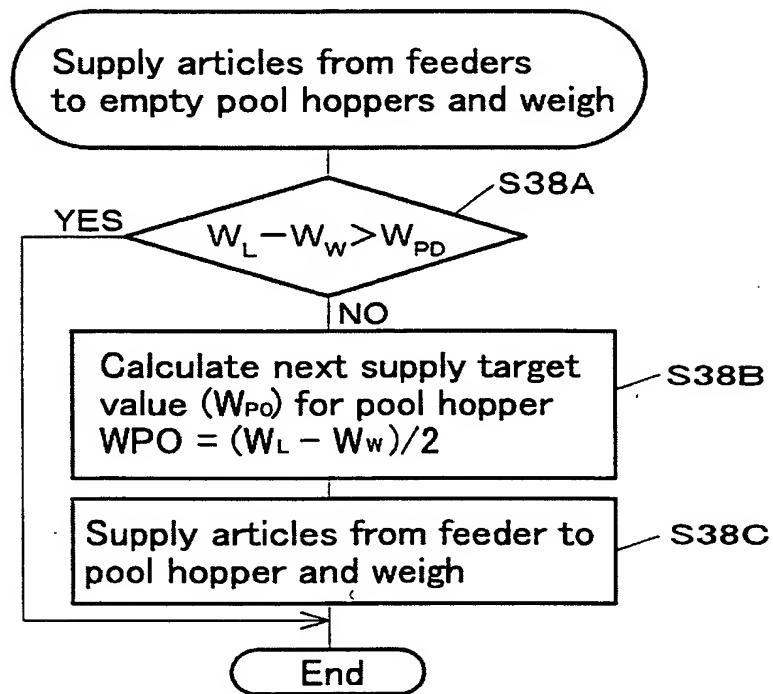 Supply articles from feeders
to empty pool hoppers and weigh
S38A
YES
W_L－W_W＞W_PD
NO
Calculate next supply target
value (W_PO) for pool hopper
WPO = (W_L － W_W)/2
S38B
Supply articles from feeder to
pool hopper and weigh
S38C
End